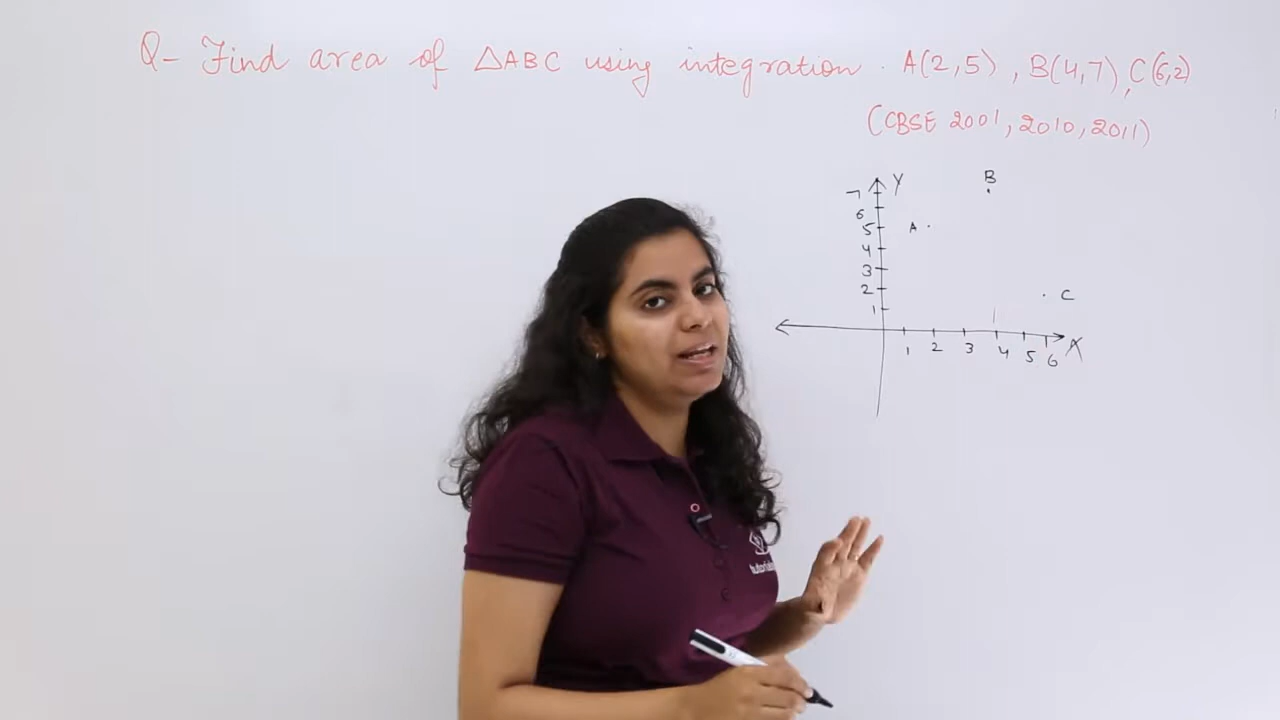 Q- Find area of △ABC using integration. A(2,5), B(4,7), C(6,2)
(CBSE 2001, 2010, 2011)
Y
B
7
6
5
A
4
3
2
C
1
1 2 3 4 5 6
X